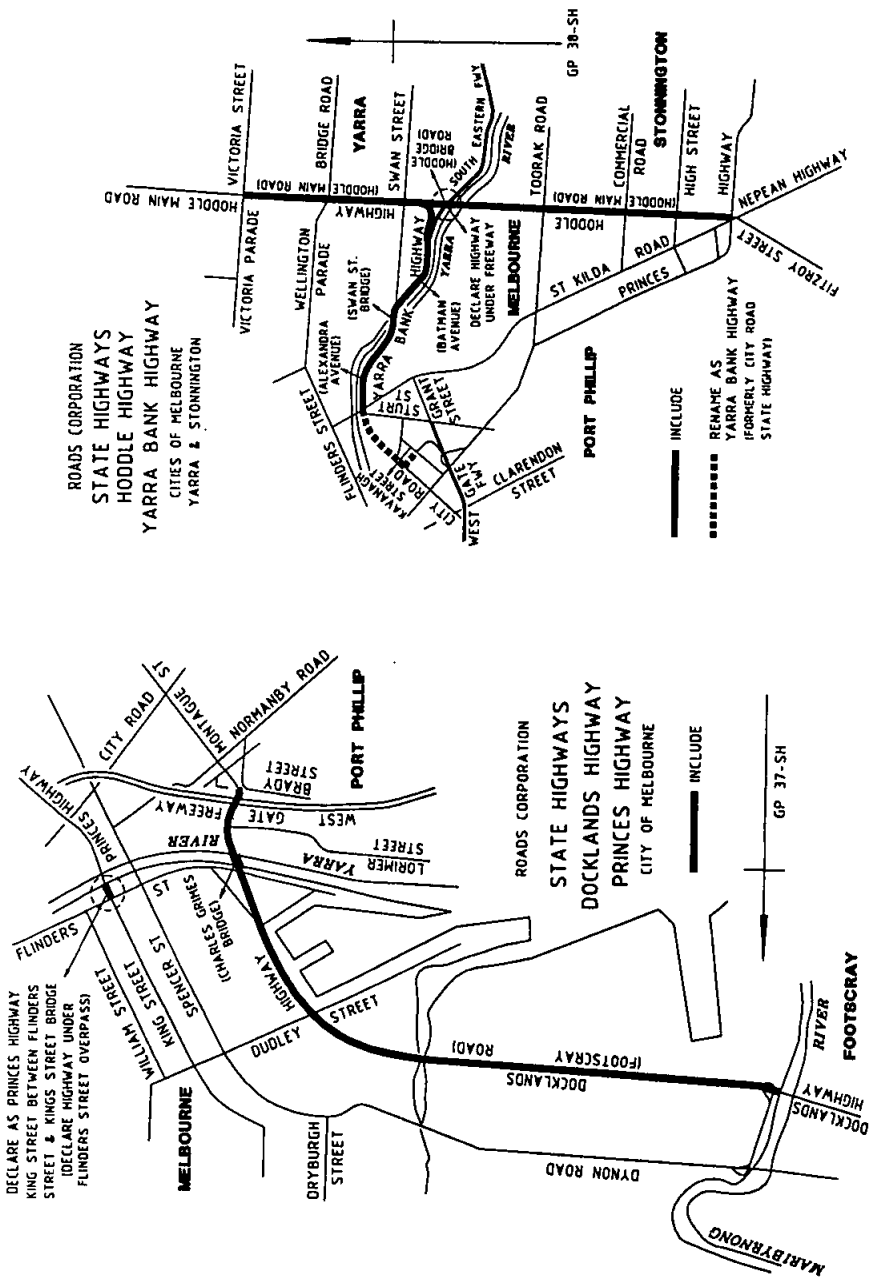 DECLARE AS PRINCES HIGHWAY
KING STREET BETWEEN FLINDERS
STREET & KINGS STREET BRIDGE
(DECLARE HIGHWAY UNDER
FLINDERS STREET OVERPASS)
FLINDERS
ST
PRINCES
HIGHWAY
CITY ROAD
MONTAGUE
ST
NORMANBY ROAD
WILLIAM STREET
KING STREET
SPENCER ST
MELBOURNE
DUDLEY
STREET
DRYBURGH
STREET
(CHARLES GRIMES
BRIDGE)
HIGHWAY
YARRA
RIVER
WEST
GATE
FREEWAY
BRADY
STREET
LORIMER
STREET
PORT PHILLIP
DOCKLANDS
(FOOTSCRAY
ROAD)
DYNON ROAD
DOCKLANDS
HIGHWAY
MARIBYRNONG
RIVER
FOOTSCRAY
ROADS CORPORATION
STATE HIGHWAYS
DOCKLANDS HIGHWAY
PRINCES HIGHWAY
CITY OF MELBOURNE
INCLUDE
GP 37-SH
ROADS CORPORATION
STATE HIGHWAYS
HODDLE HIGHWAY
YARRA BANK HIGHWAY
CITIES OF MELBOURNE
YARRA & STONNINGTON
HODDLE MAIN ROAD
VICTORIA PARADE
VICTORIA STREET
WELLINGTON
PARADE
BRIDGE ROAD
YARRA
(HODDLE MAIN ROAD)
HIGHWAY
SWAN STREET
(SWAN ST.
BRIDGE)
(ALEXANDRA
AVENUE)
FLINDERS STREET
YARRA BANK
HIGHWAY
(BATMAN
AVENUE)
YARRA
RIVER
(HODDLE
BRIDGE
ROAD)
SOUTH EASTERN FWY
DECLARE HIGHWAY
UNDER FREEWAY
MELBOURNE
KAVANAGH
STREET
CITY
ROAD)
STURT
ST
GRANT
STREET
WEST
GATE
FWY
CLARENDON
STREET
TOORAK ROAD
HODDLE
(HODDLE MAIN ROAD)
COMMERCIAL
ROAD
STONNINGTON
HIGH STREET
ST KILDA
ROAD
PRINCES
HIGHWAY
NEPEAN HIGHWAY
FITZROY STREET
PORT PHILLIP
INCLUDE
RENAME AS
YARRA BANK HIGHWAY
(FORMERLY CITY ROAD
STATE HIGHWAY)
GP 38-SH